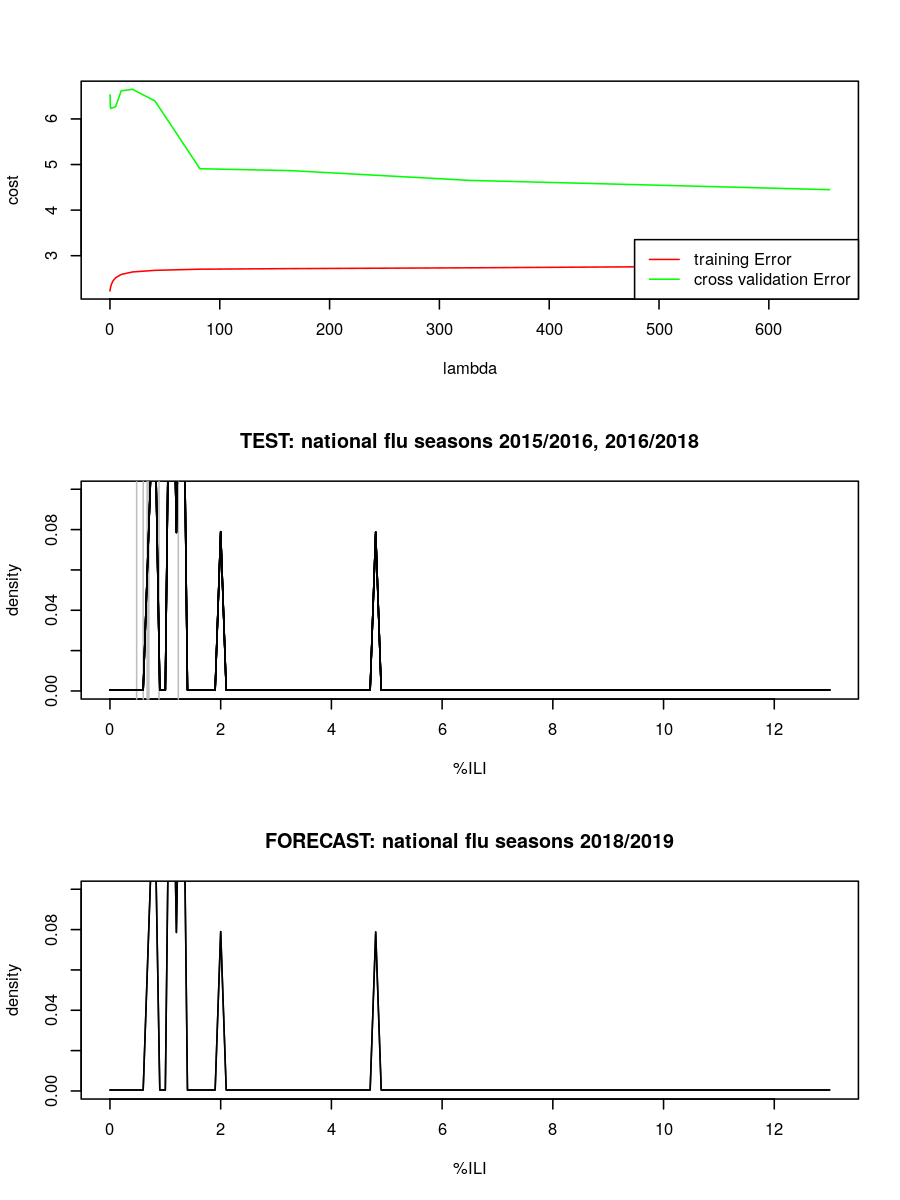 cost
6
5
4
3
training Error
cross validation Error
0 100 200 300 400 500 600
lambda
TEST: national flu seasons 2015/2016, 2016/2018
density
0.08
0.04
0.00
0 2 4 6 8 10 12
%ILI
FORECAST: national flu seasons 2018/2019
density
0.08
0.04
0.00
0 2 4 6 8 10 12
%ILI